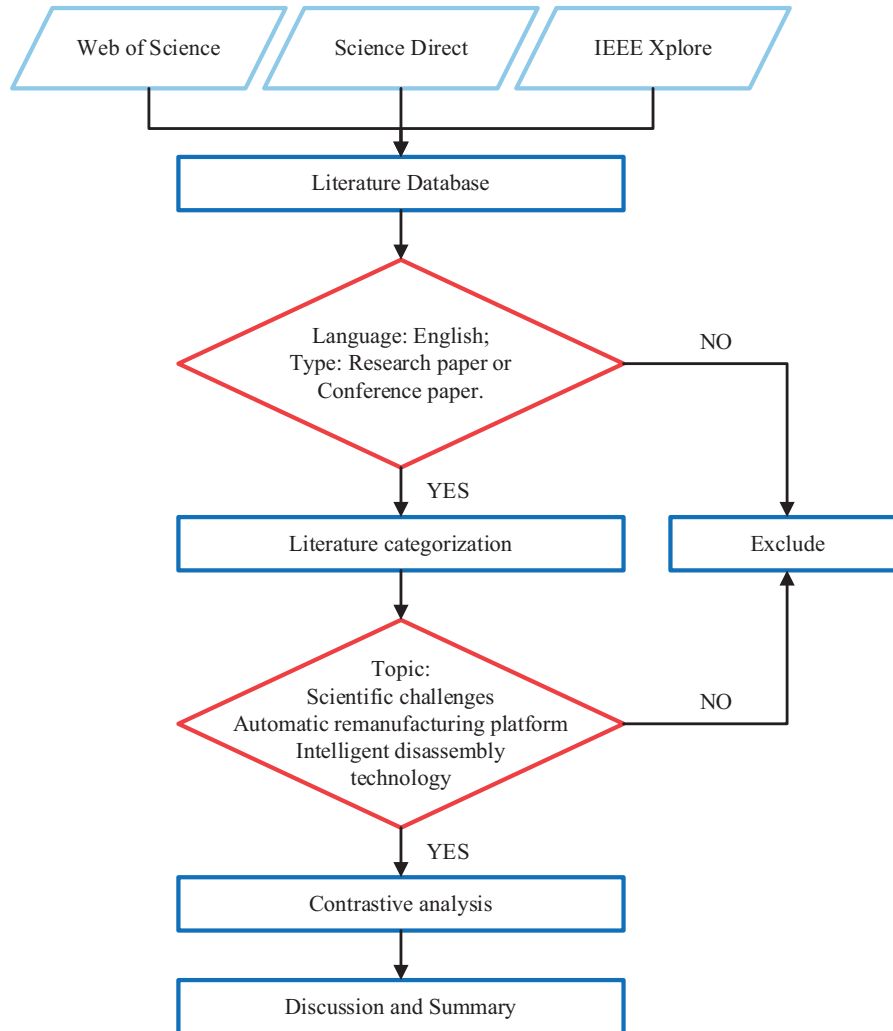 Web of Science
Science Direct
IEEE Xplore
Literature Database
Language: English;
Type: Research paper or
Conference paper.
NO
YES
Literature categorization
Exclude
Topic:
Scientific challenges
Automatic remanufacturing platform
Intelligent disassembly
technology
NO
YES
Contrastive analysis
Discussion and Summary